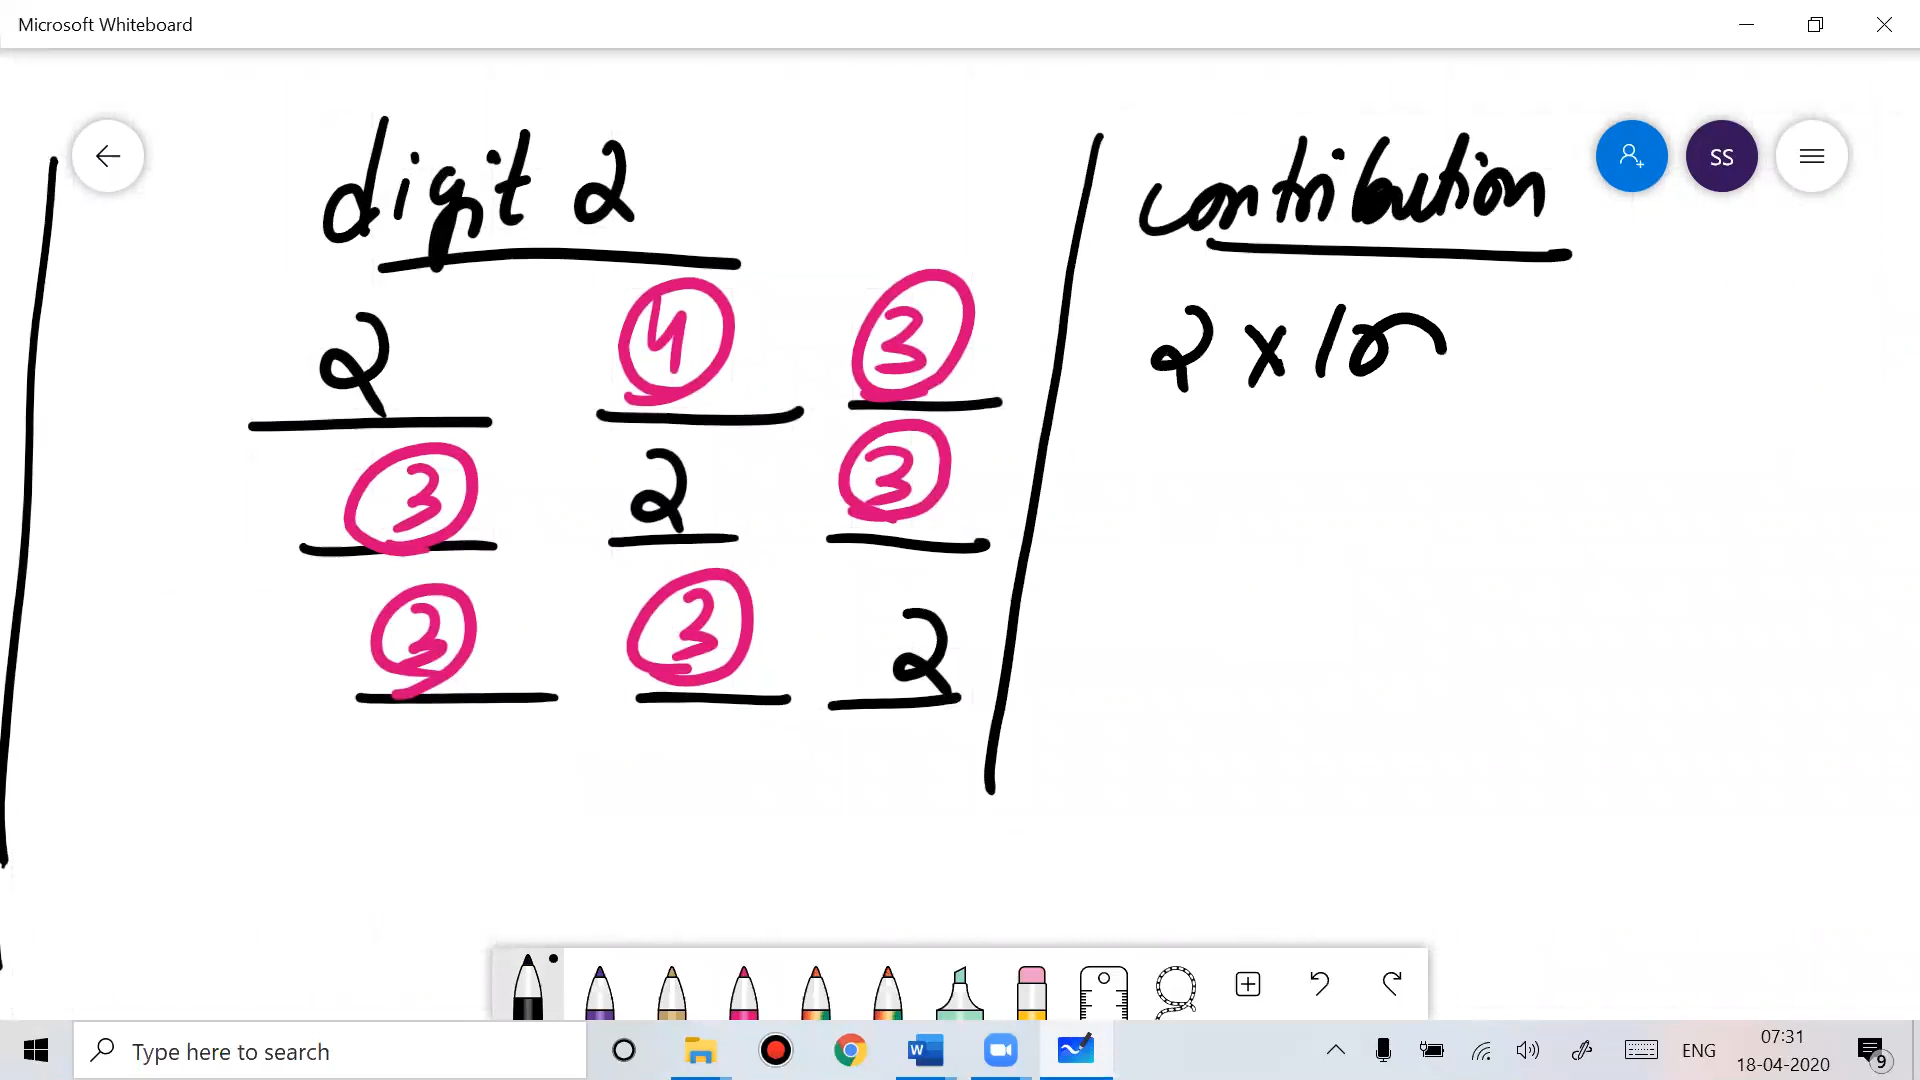 Microsoft Whiteboard
digit 2
contribution
SS
2 4 3
2 × 10
3 2 3
3 3 2
Type here to search
ENG
07:31
18-04-2020
9